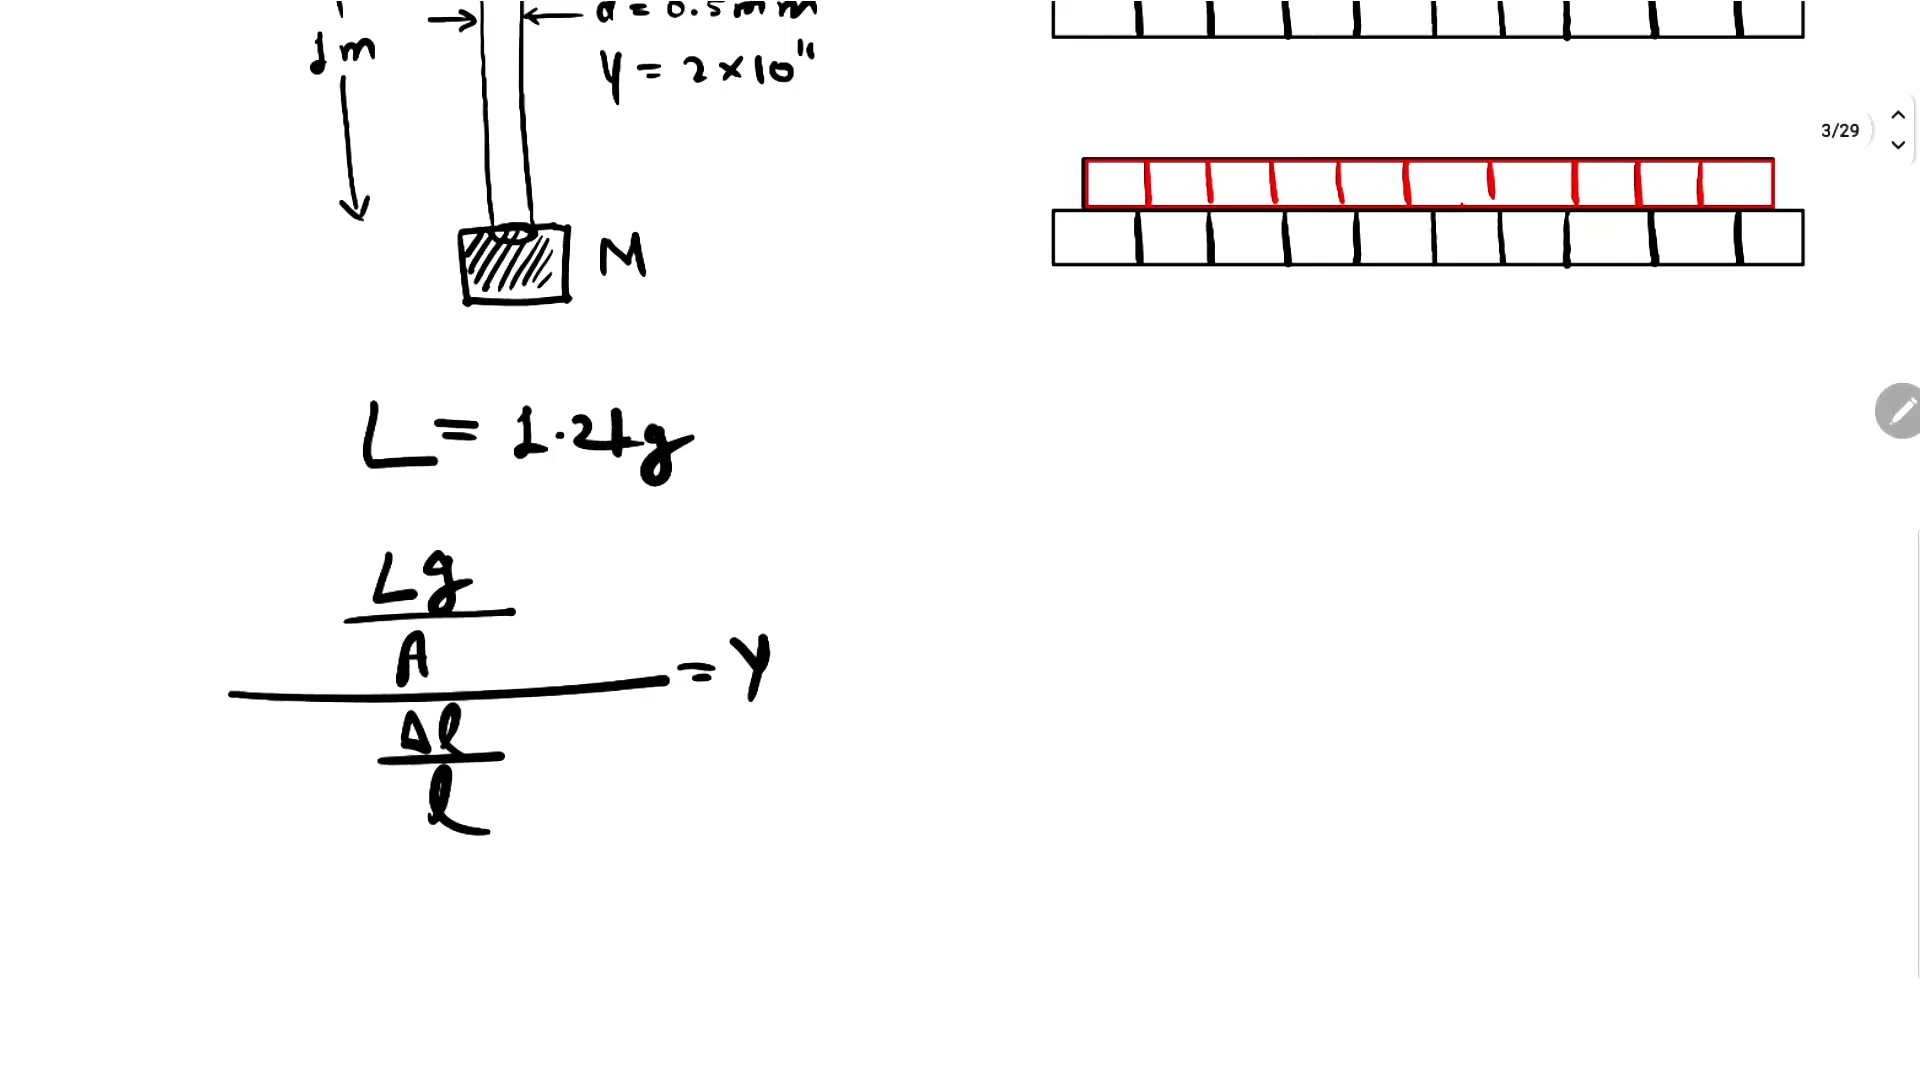 d = 0.5 mm
1 m
Y = 2 × 10¹¹
3/29
M
L = 1.2 kg
Lg
A
= Y
Δl
l